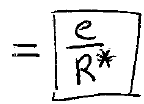 = e/R*